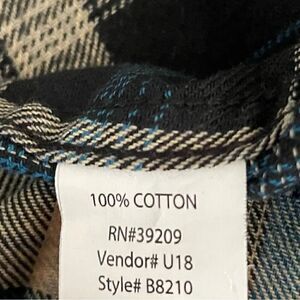 100% COTTON
RN#39209
Vendor# U18
Style# B8210